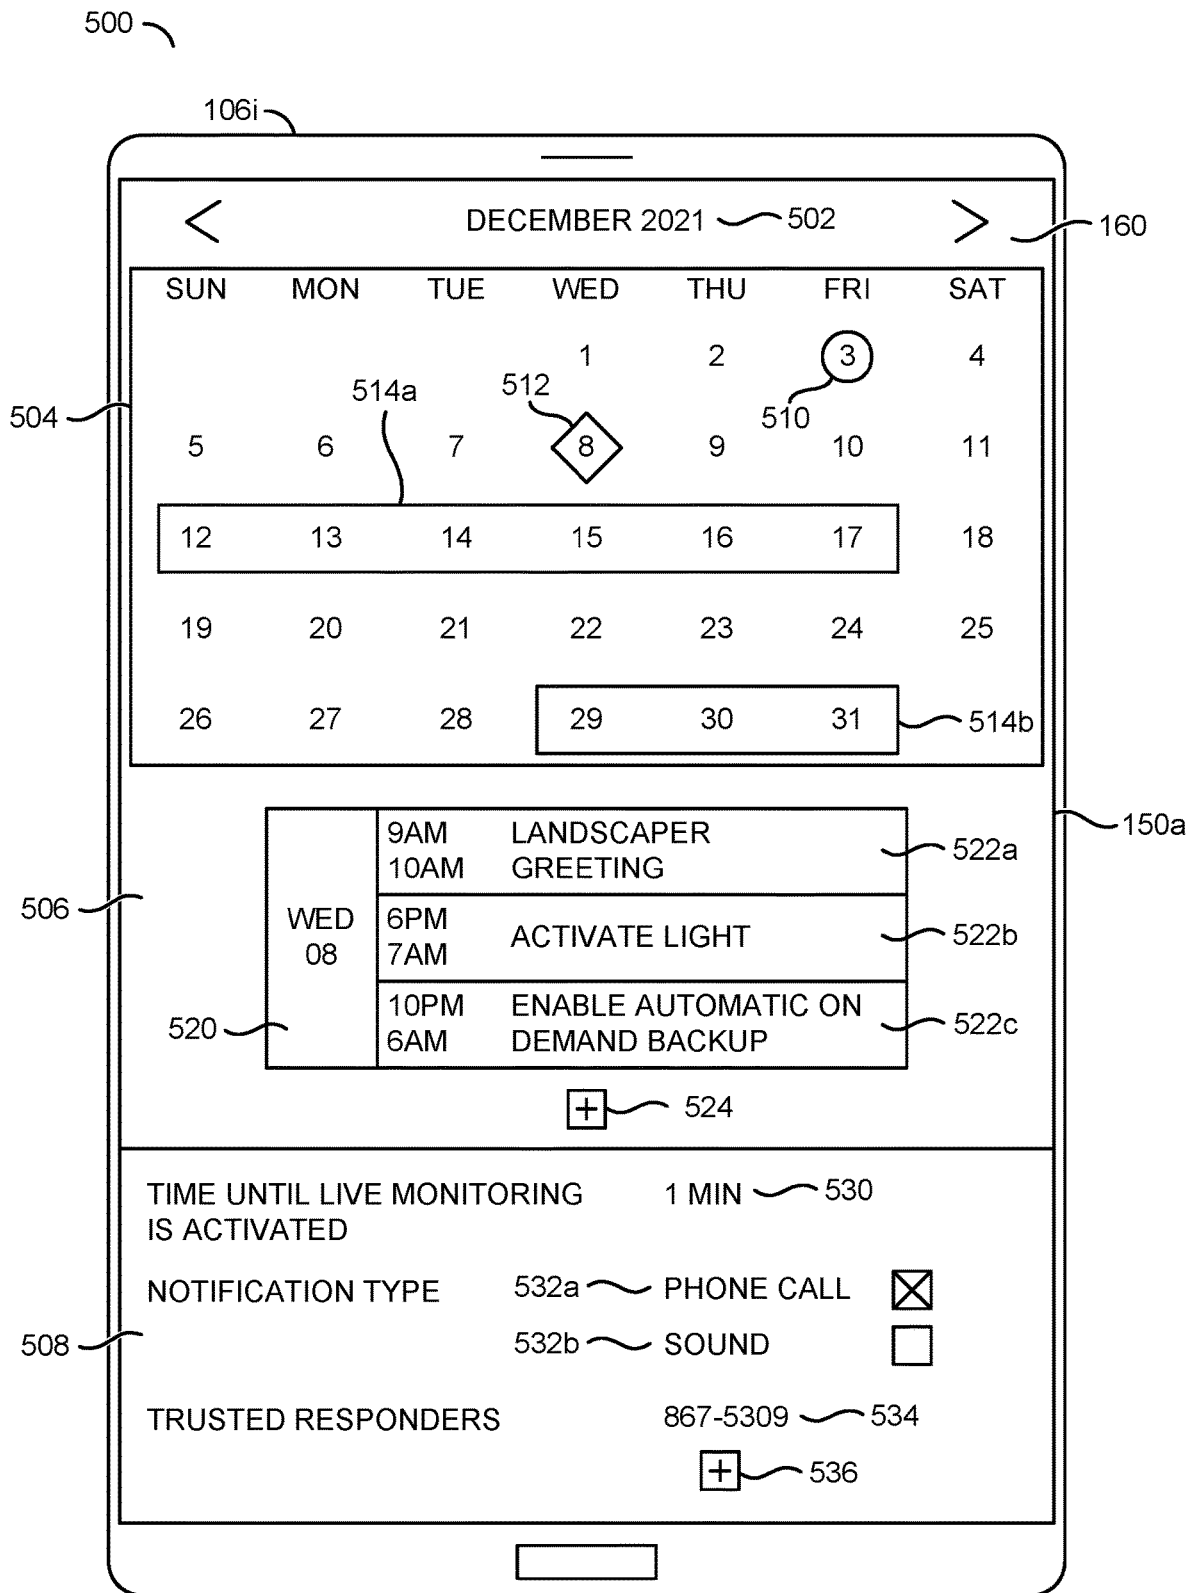 500
106i
< DECEMBER 2021 502 >
160
SUN MON TUE WED THU FRI SAT
1 2 3 4
514a 512 510
504
5 6 7 8 9 10 11
12 13 14 15 16 17 18
19 20 21 22 23 24 25
26 27 28 29 30 31 514b
150a
9AM LANDSCAPER
10AM GREETING
522a
506
WED
08
6PM
7AM
ACTIVATE LIGHT
522b
10PM ENABLE AUTOMATIC ON
6AM DEMAND BACKUP
522c
520
+ 524
TIME UNTIL LIVE MONITORING 1 MIN 530
IS ACTIVATED
NOTIFICATION TYPE 532a PHONE CALL
508
532b SOUND
TRUSTED RESPONDERS 867-5309 534
+ 536